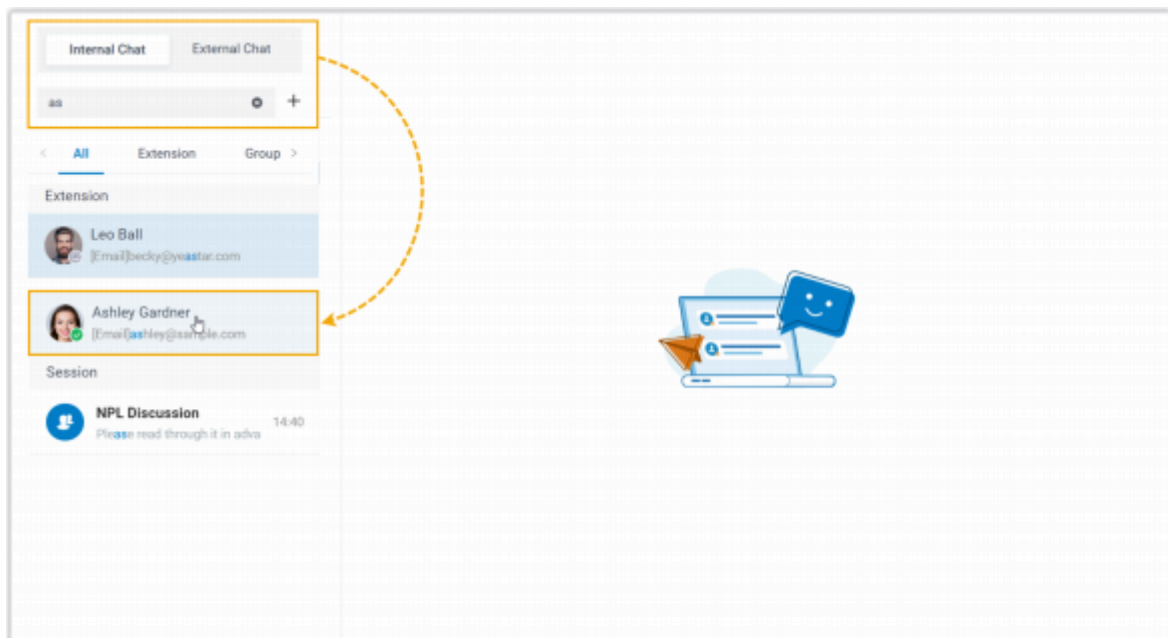 Internal Chat External Chat
as
All Extension Group
Extension
Leo Ball
[Email]becky@yeastar.com
Ashley Gardner
[Email]ashley@sample.com
Session
NPL Discussion 14:40
Please read through it in adva